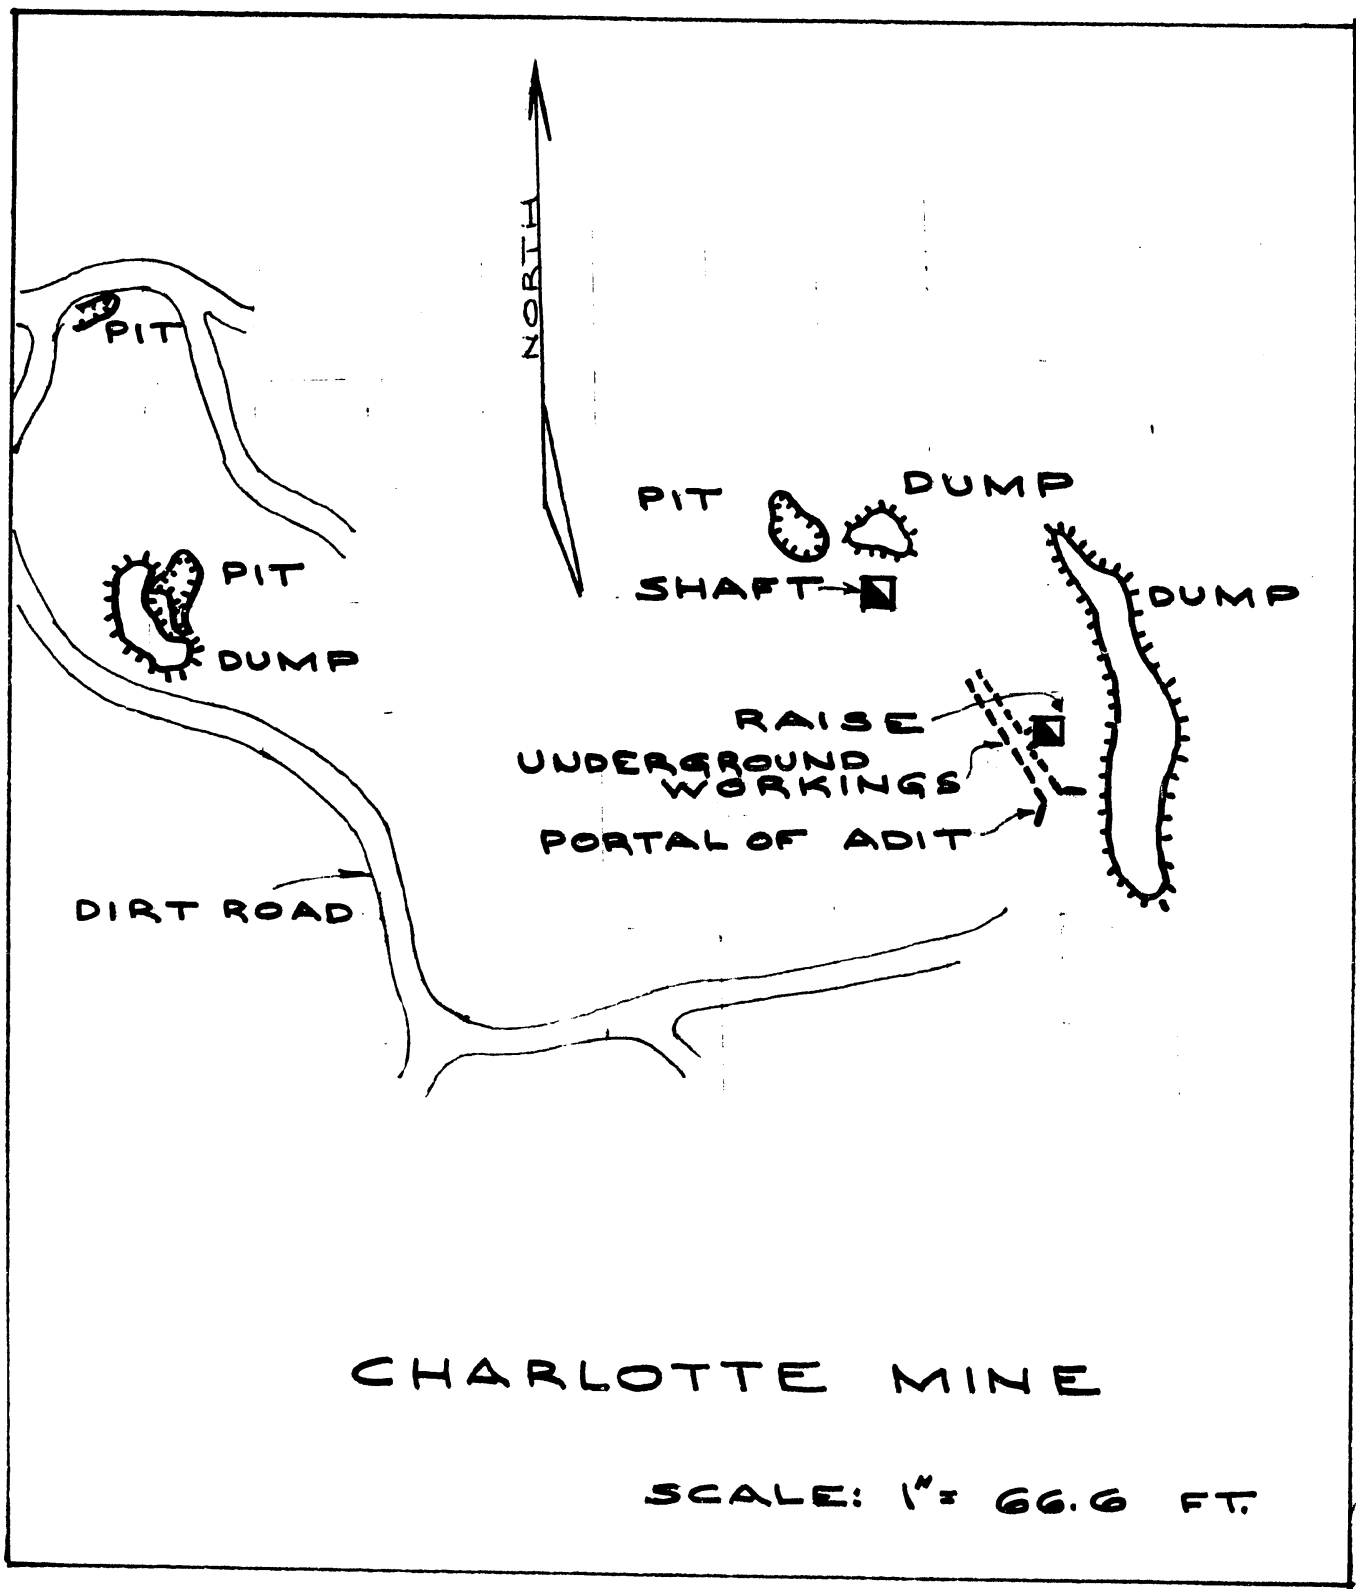 NORTH
PIT
PIT
DUMP
SHAFT
PIT
DUMP
DUMP
RAISE
UNDERGROUND
WORKINGS
PORTAL OF ADIT
DIRT ROAD
CHARLOTTE MINE
SCALE: 1"= 66.6 FT.